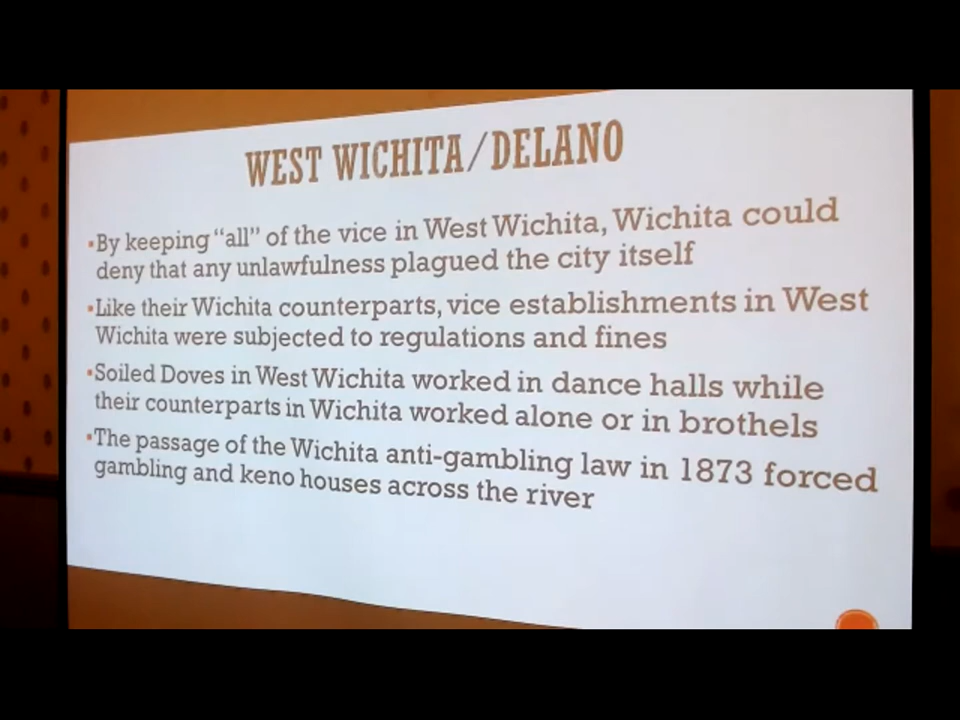 WEST WICHITA/DELANO
▪By keeping “all” of the vice in West Wichita, Wichita could
deny that any unlawfulness plagued the city itself
▪Like their Wichita counterparts, vice establishments in West
Wichita were subjected to regulations and fines
▪Soiled Doves in West Wichita worked in dance halls while
their counterparts in Wichita worked alone or in brothels
▪The passage of the Wichita anti-gambling law in 1873 forced
gambling and keno houses across the river